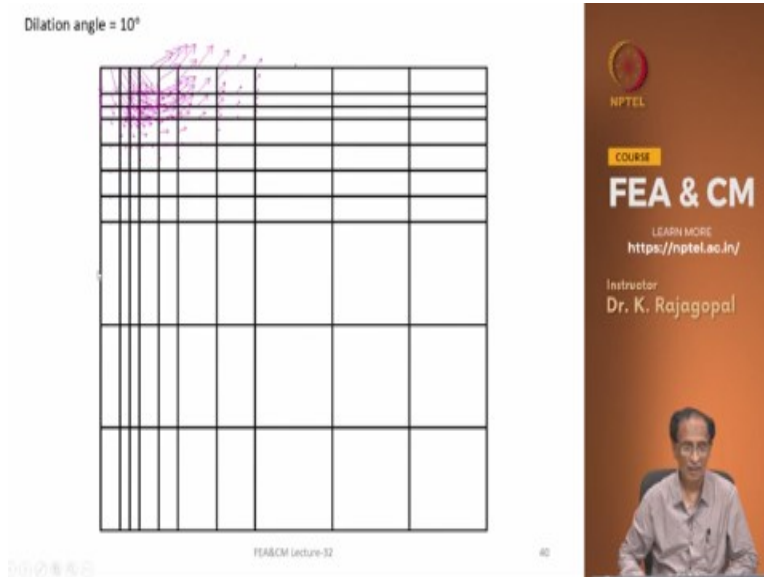 Dilation angle = 10°
FEA&CM Lecture-32
40
NPTEL
COURSE
FEA & CM
LEARN MORE
https://nptel.ac.in/
Instructor
Dr. K. Rajagopal